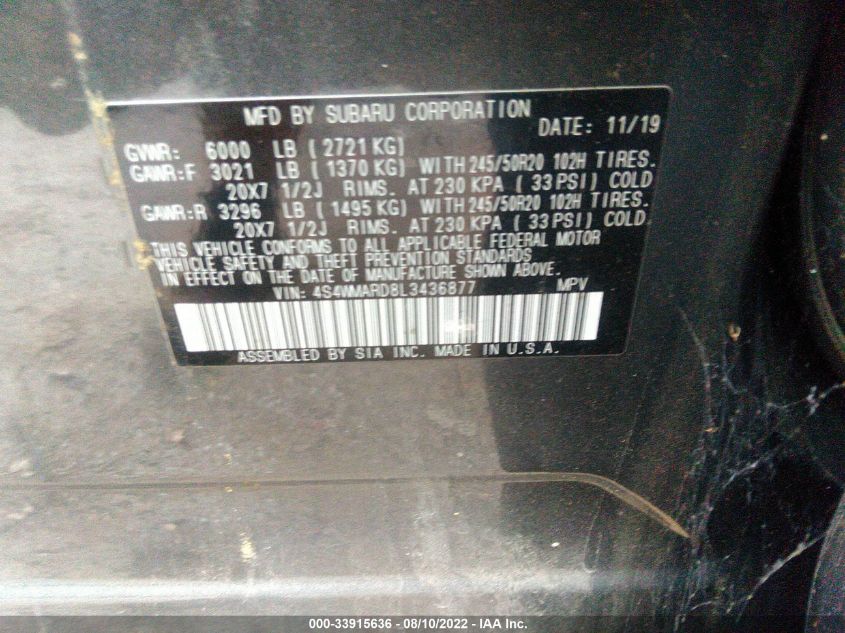 MFD BY SUBARU CORPORATION
DATE: 11/19
GVWR: 6000 LB ( 2721 KG)
GAWR:F 3021 LB ( 1370 KG) WITH 245/50R20 102H TIRES.
20X7 1/2J RIMS. AT 230 KPA ( 33 PSI) COLD
GAWR:R 3296 LB ( 1495 KG) WITH 245/50R20 102H TIRES.
20X7 1/2J RIMS. AT 230 KPA ( 33 PSI) COLD.
THIS VEHICLE CONFORMS TO ALL APPLICABLE FEDERAL MOTOR
VEHICLE SAFETY AND THEFT PREVENTION STANDARDS
IN EFFECT ON THE DATE OF MANUFACTURE SHOWN ABOVE.
VIN: 4S4WMARD8L3436877 MPV
ASSEMBLED BY SIA INC. MADE IN U.S.A.
000-33915636 - 08/10/2022 - IAA Inc.